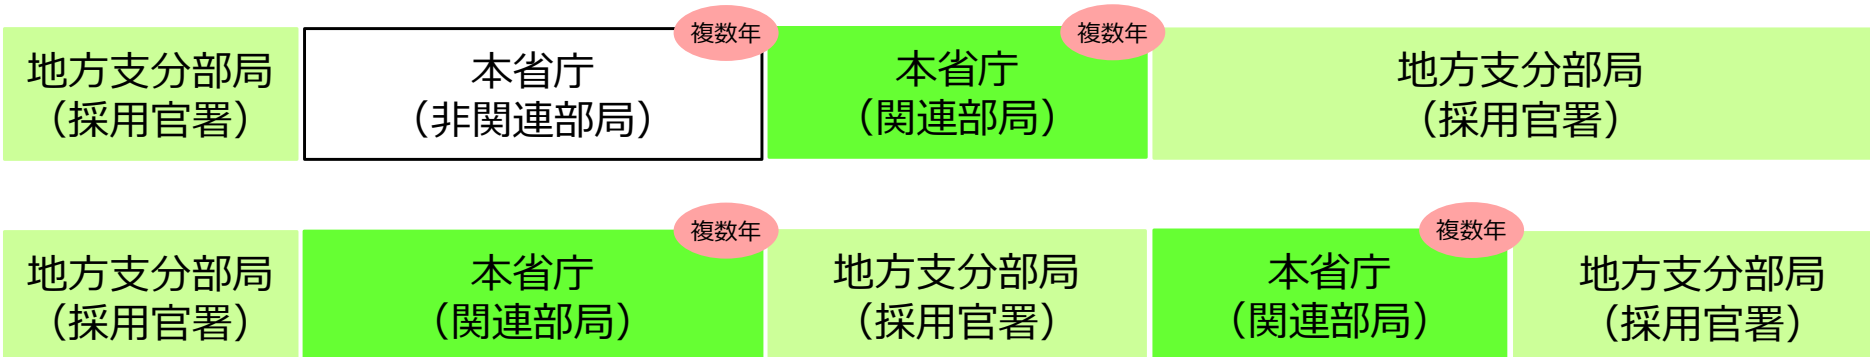 複数年
複数年
地方支分部局
（採用官署）
本省庁
（非関連部局）
本省庁
（関連部局）
地方支分部局
（採用官署）
複数年
複数年
地方支分部局
（採用官署）
本省庁
（関連部局）
地方支分部局
（採用官署）
本省庁
（関連部局）
地方支分部局
（採用官署）